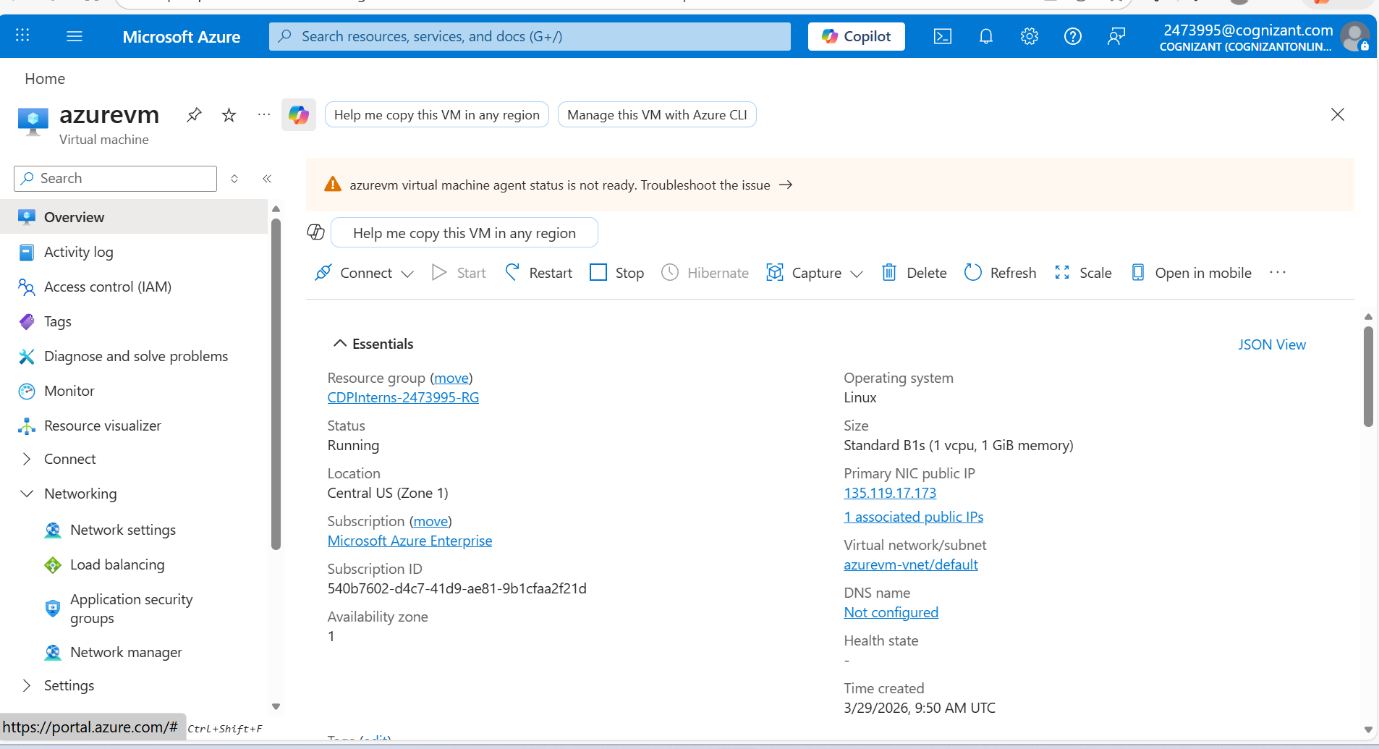 Microsoft Azure
Search resources, services, and docs (G+/)
Copilot
2473995@cognizant.com
COGNIZANT (COGNIZANTONLIN...
Home
azurevm
Virtual machine
Help me copy this VM in any region
Manage this VM with Azure CLI
Search
azurevm virtual machine agent status is not ready. Troubleshoot the issue →
Help me copy this VM in any region
Connect Start Restart Stop Hibernate Capture Delete Refresh Scale Open in mobile ...
Overview
Activity log
Access control (IAM)
Tags
Diagnose and solve problems
Monitor
Resource visualizer
Connect
Networking
Network settings
Load balancing
Application security
groups
Network manager
Settings
Essentials
JSON View
Resource group (move)
CDPInterns-2473995-RG
Status
Running
Location
Central US (Zone 1)
Subscription (move)
Microsoft Azure Enterprise
Subscription ID
540b7602-d4c7-41d9-ae81-9b1cfaa2f21d
Availability zone
1
Operating system
Linux
Size
Standard B1s (1 vcpu, 1 GiB memory)
Primary NIC public IP
135.119.17.173
1 associated public IPs
Virtual network/subnet
azurevm-vnet/default
DNS name
Not configured
Health state
-
Time created
3/29/2026, 9:50 AM UTC
Tags (edit)
https://portal.azure.com/# Ctrl+Shift+F